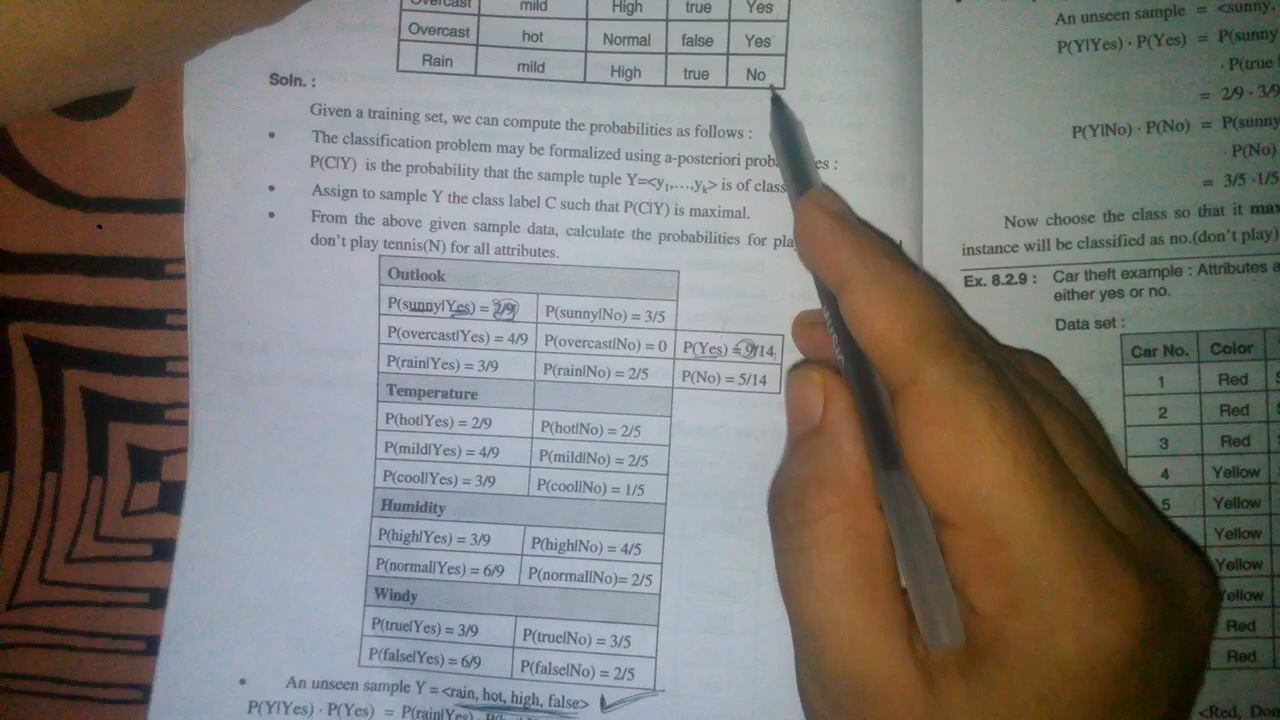 Overcast mild High true Yes
Overcast hot Normal false Yes
Rain mild High true No
Soln. :
Given a training set, we can compute the probabilities as follows :
• The classification problem may be formalized using a-posteriori es :
P(C|Y) is the probability that the sample tuple Y=<y1,...,yk> is of class
• Assign to sample Y the class label C such that P(C|Y) is maximal.
• From the above given sample data, calculate the probabilities for
don't play tennis(N) for all attributes.
Outlook
P(sunny|Yes) = 2/9 P(sunny|No) = 3/5
P(overcast|Yes) = 4/9 P(overcast|No) = 0 P(Yes) = 9/14
P(rain|Yes) = 3/9 P(rain|No) = 2/5 P(No) = 5/14
Temperature
P(hot|Yes) = 2/9 P(hot|No) = 2/5
P(mild|Yes) = 4/9 P(mild|No) = 2/5
P(cool|Yes) = 3/9 P(cool|No) = 1/5
Humidity
P(high|Yes) = 3/9 P(high|No) = 4/5
P(normal|Yes) = 6/9 P(normal|No)= 2/5
Windy
P(true|Yes) = 3/9 P(true|No) = 3/5
P(false|Yes) = 6/9 P(false|No) = 2/5
• An unseen sample Y = <rain, hot, high, false>
P(Y|Yes) · P(Yes) = P(rain|Yes) ·
An unseen sample = <sunny,
P(Y|Yes) · P(Yes) = P(sunny
· P(true
= 2/9 · 3/9
P(Y|No) · P(No) = P(sunny
· P(No)
= 3/5 ·1/5
Now choose the class so that it max
instance will be classified as no.(don't play)
Ex. 8.2.9 : Car theft example : Attributes a
either yes or no.
Data set :
Car No. Color
1 Red
2 Red
3 Red
4 Yellow
5 Yellow
Yellow
Yellow
Yellow
Red
Red
<Red, Dom